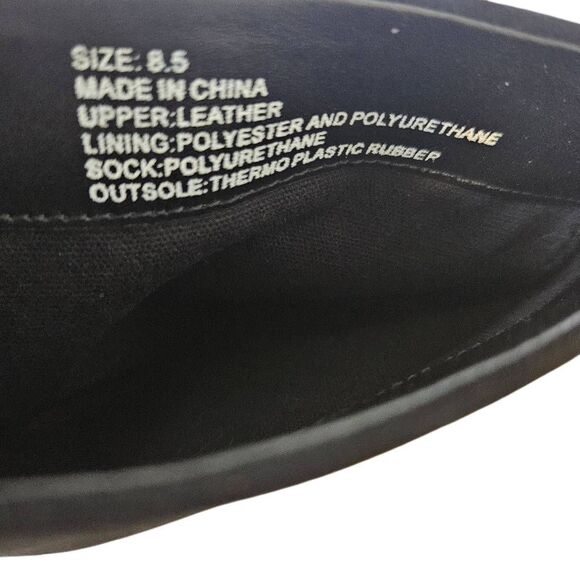 SIZE: 8.5
MADE IN CHINA
UPPER:LEATHER
LINING:POLYESTER AND POLYURETHANE
SOCK:POLYURETHANE
OUTSOLE:THERMO PLASTIC RUBBER